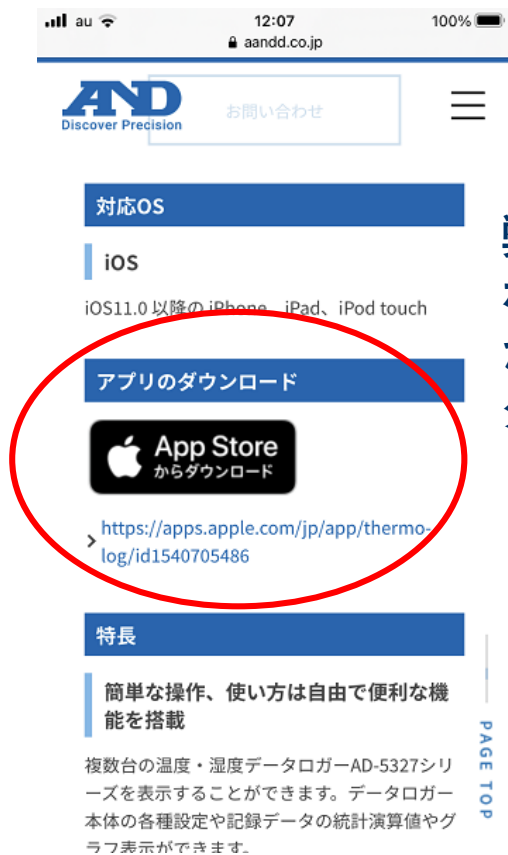 au 12:07 100%
aandd.co.jp
AND
Discover Precision
お問い合わせ
対応OS
iOS
iOS11.0 以降の iPhone、iPad、iPod touch
アプリのダウンロード
App Store
からダウンロード
https://apps.apple.com/jp/app/thermo-
log/id1540705486
特長
簡単な操作、使い方は自由で便利な機
能を搭載
複数台の温度・湿度データロガーAD-5327シリ
ーズを表示することができます。データロガー
本体の各種設定や記録データの統計演算値やグ
ラフ表示ができます。
PAGE TOP